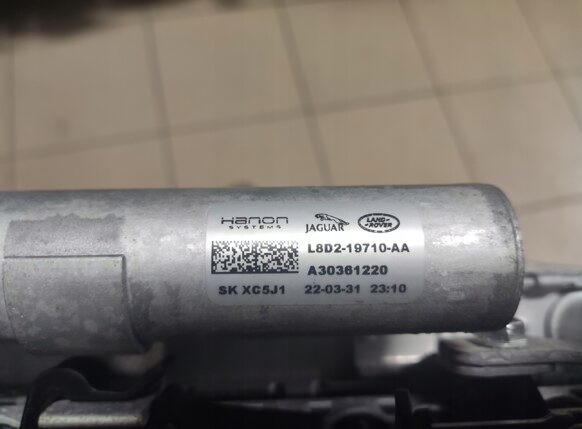 Hanon
SYSTEMS
JAGUAR
LAND-
ROVER
L8D2-19710-AA
A30361220
SK XC5J1 22-03-31 23:10